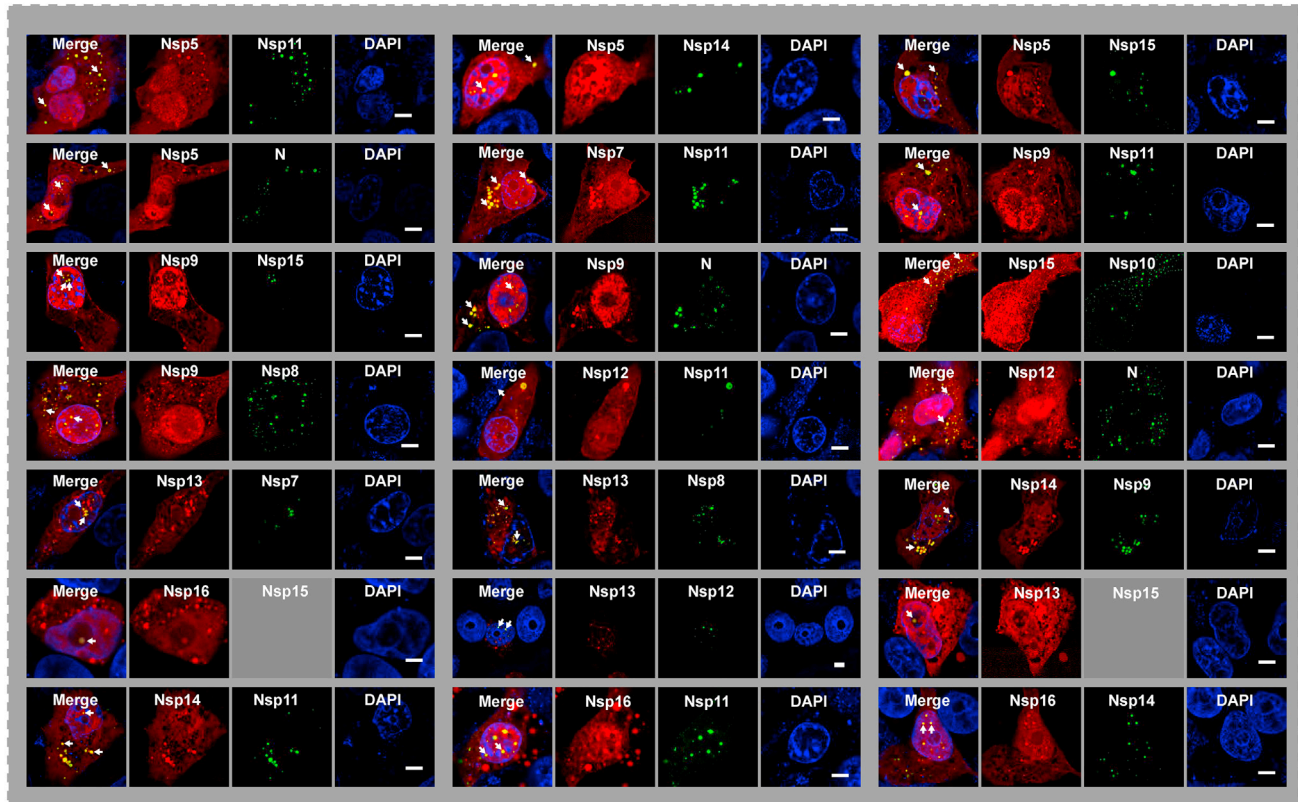 Merge Nsp5 Nsp11 DAPI Merge Nsp5 Nsp14 DAPI Merge Nsp5 Nsp15 DAPI
Merge Nsp5 N DAPI Merge Nsp7 Nsp11 DAPI Merge Nsp9 Nsp11 DAPI
Merge Nsp9 Nsp15 DAPI Merge Nsp9 N DAPI Merge Nsp15 Nsp10 DAPI
Merge Nsp9 Nsp8 DAPI Merge Nsp12 Nsp11 DAPI Merge Nsp12 N DAPI
Merge Nsp13 Nsp7 DAPI Merge Nsp13 Nsp8 DAPI Merge Nsp14 Nsp9 DAPI
Merge Nsp16 Nsp15 DAPI Merge Nsp13 Nsp12 DAPI Merge Nsp13 Nsp15 DAPI
Merge Nsp14 Nsp11 DAPI Merge Nsp16 Nsp11 DAPI Merge Nsp16 Nsp14 DAPI